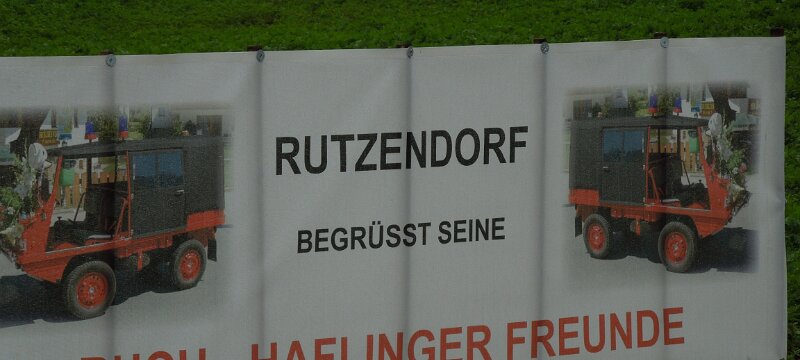 RUTZENDORF
BEGRÜSST SEINE
HAFLINGER FREUNDE